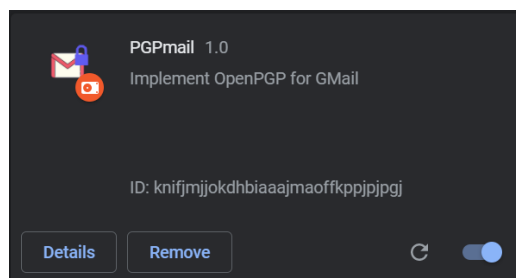 PGPmail 1.0
Implement OpenPGP for GMail
ID: knifjmjjokdhbiaaajmaoffkppjpjpgj
Details Remove